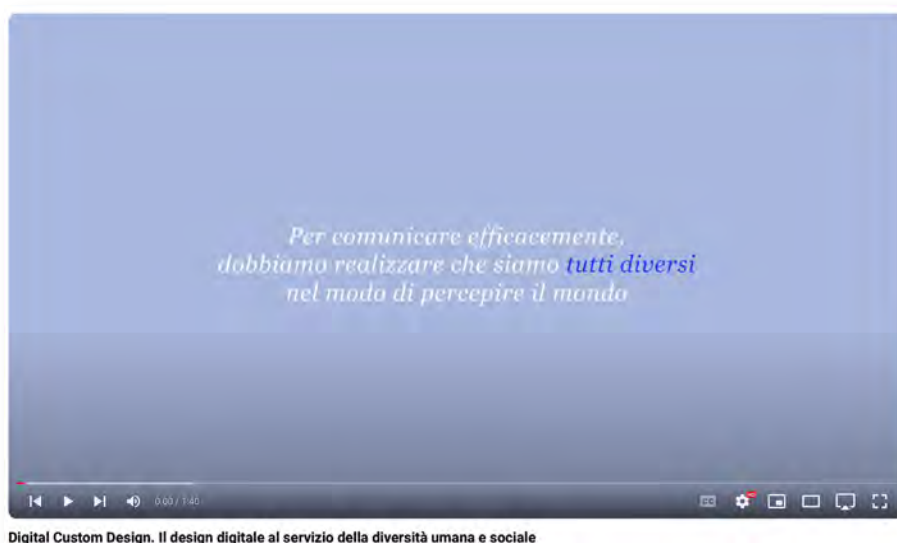 Per comunicare efficacemente,
dobbiamo realizzare che siamo tutti diversi
nel modo di percepire il mondo
0:00 / 1:40
Digital Custom Design. Il design digitale al servizio della diversità umana e sociale